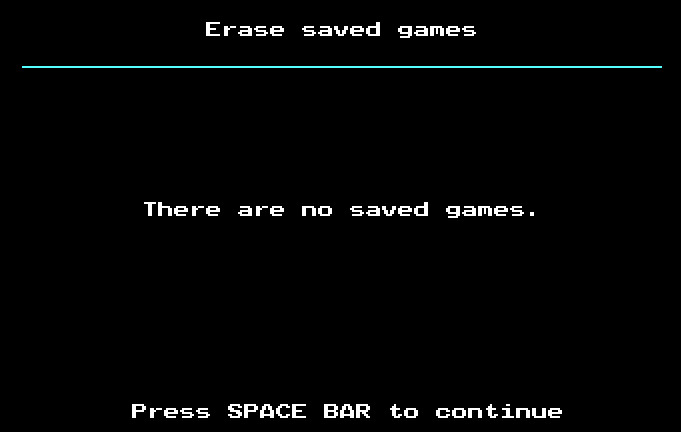 Erase saved games
There are no saved games.
Press SPACE BAR to continue